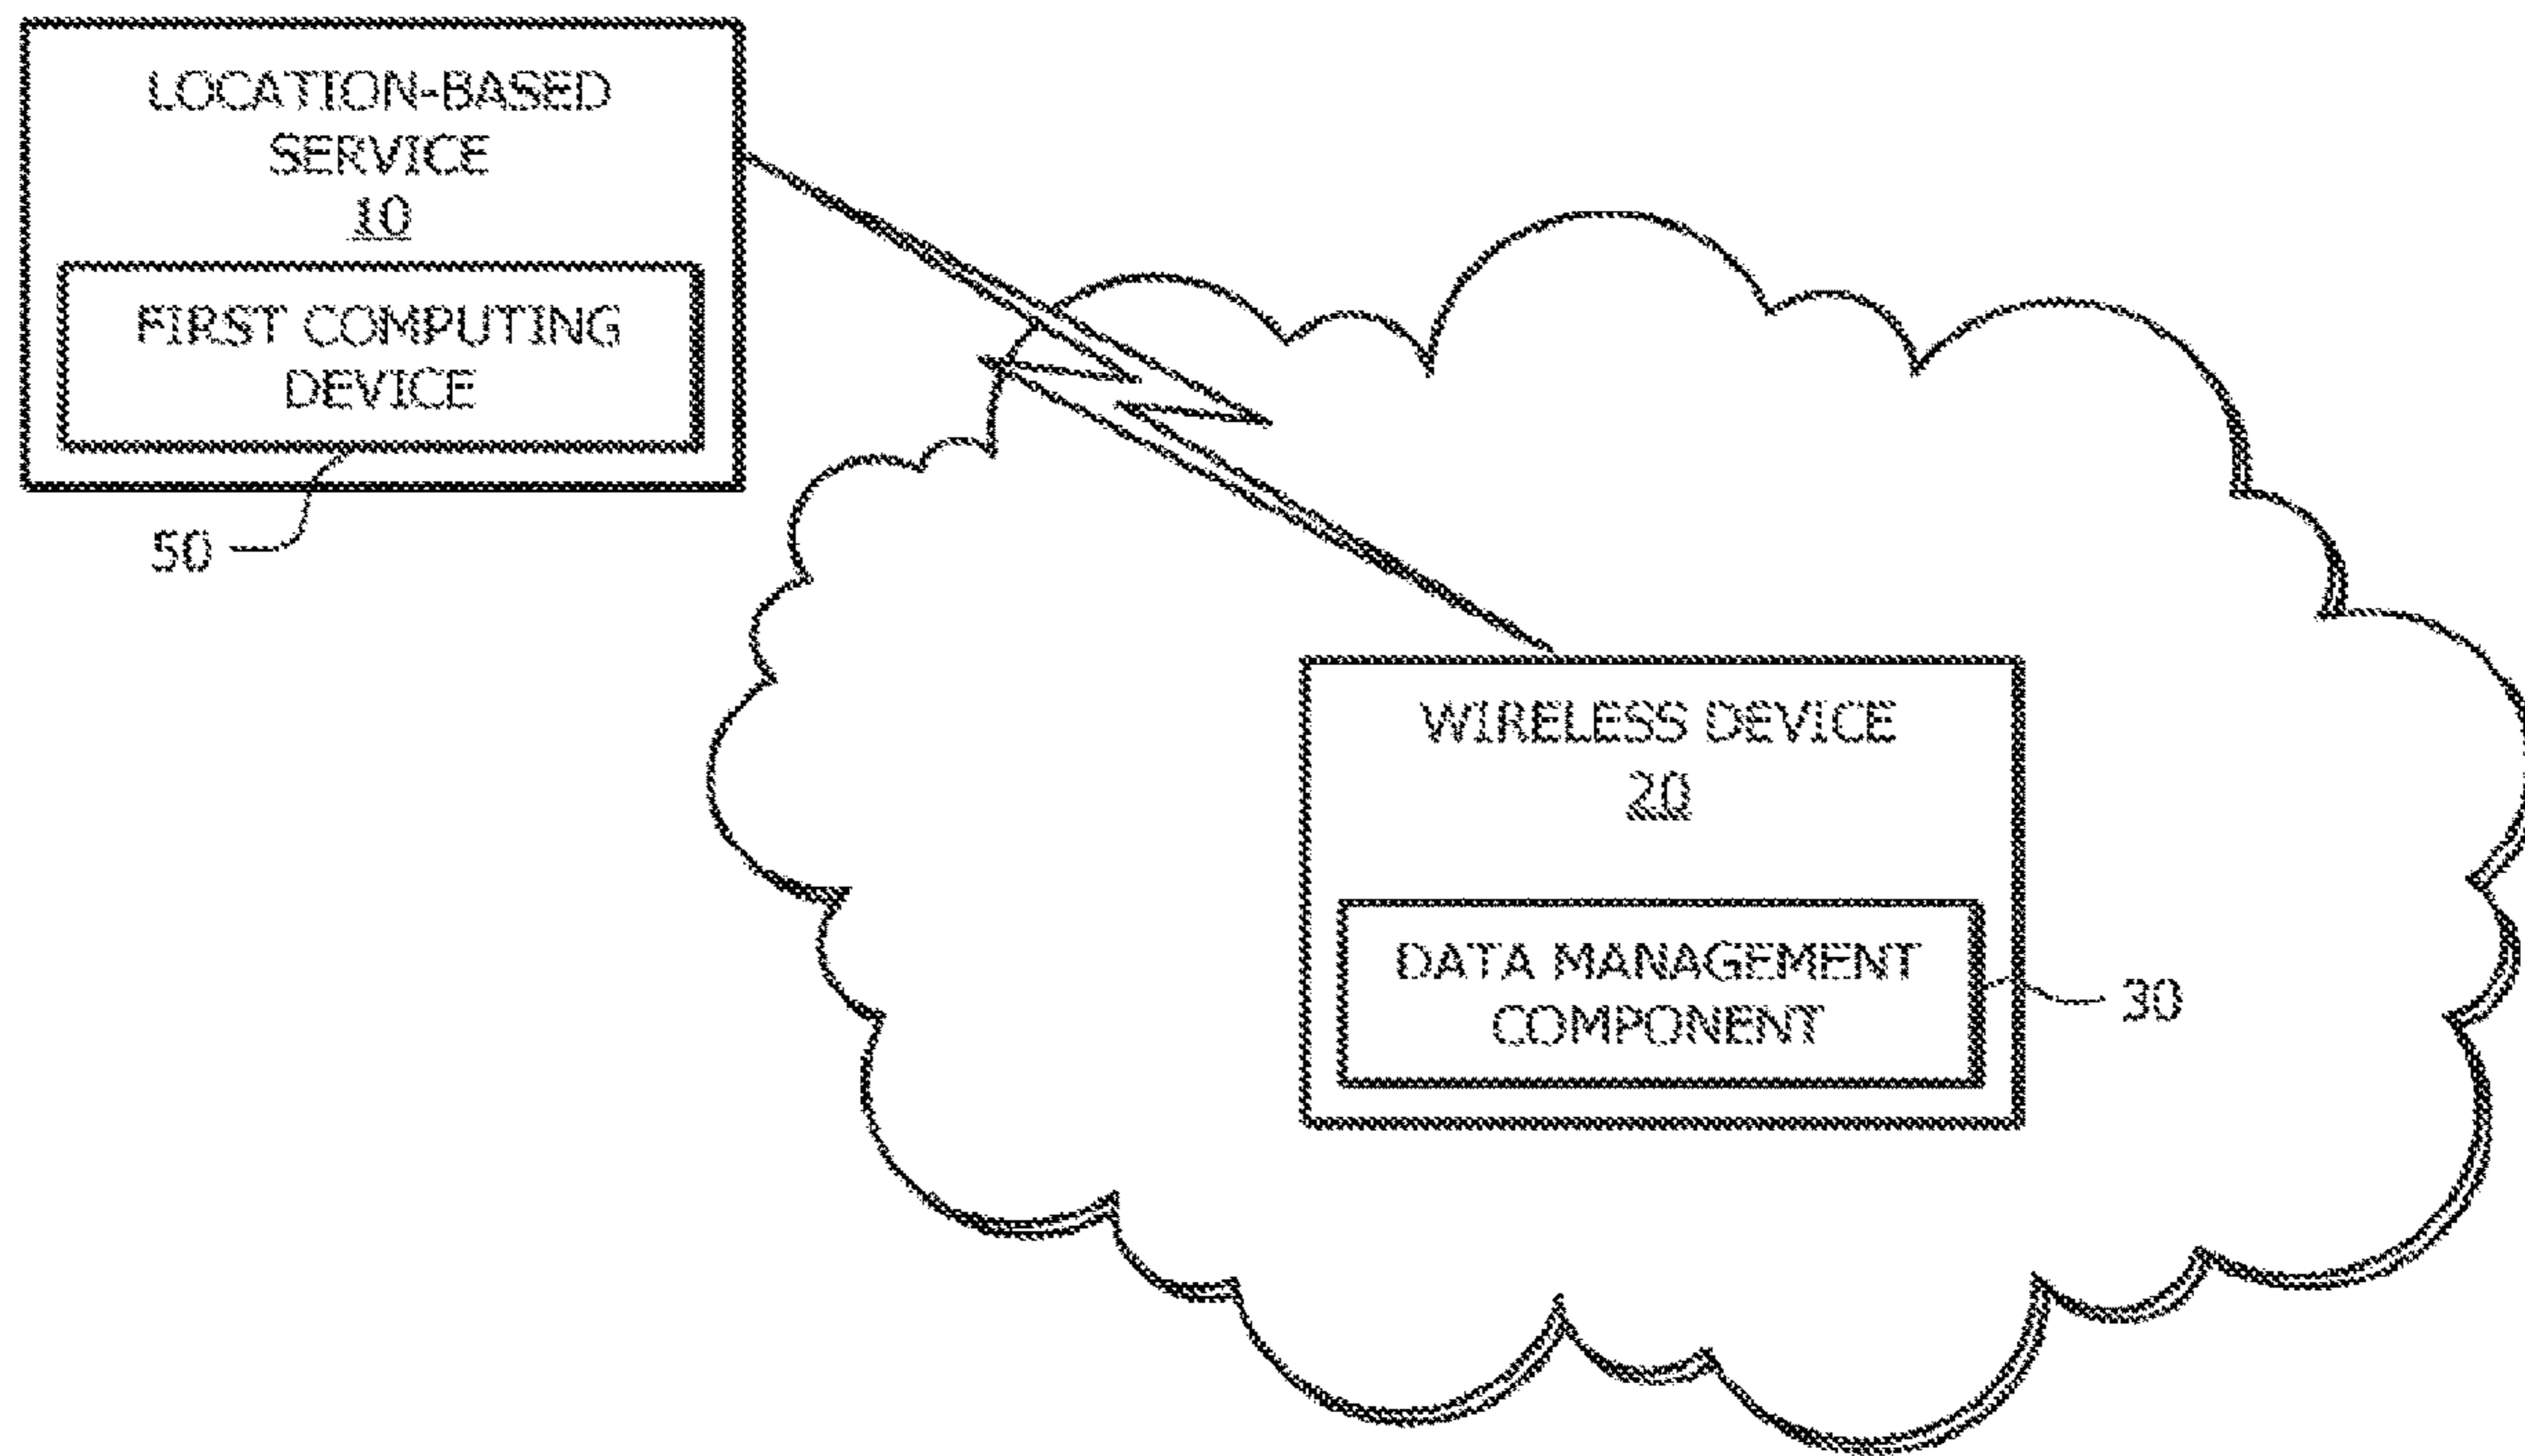 LOCATION-BASED
SERVICE
10
FIRST COMPUTING
DEVICE
50
WIRELESS DEVICE
20
DATA MANAGEMENT
COMPONENT
30